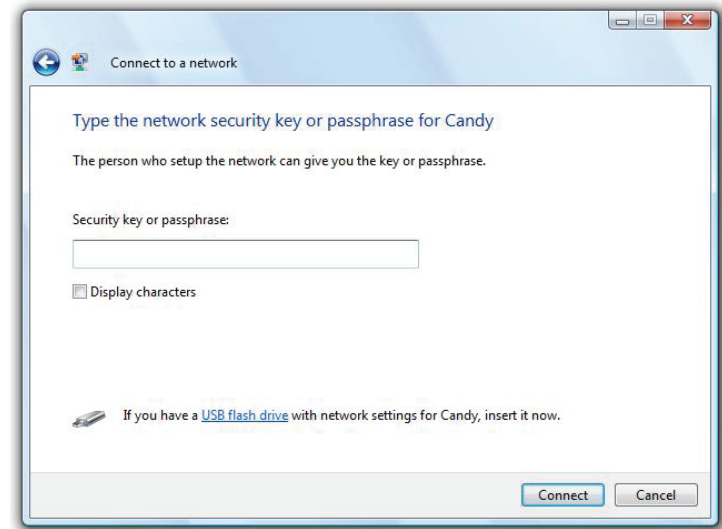 Connect to a network
Type the network security key or passphrase for Candy
The person who setup the network can give you the key or passphrase.
Security key or passphrase:
Display characters
If you have a USB flash drive with network settings for Candy, insert it now.
Connect Cancel